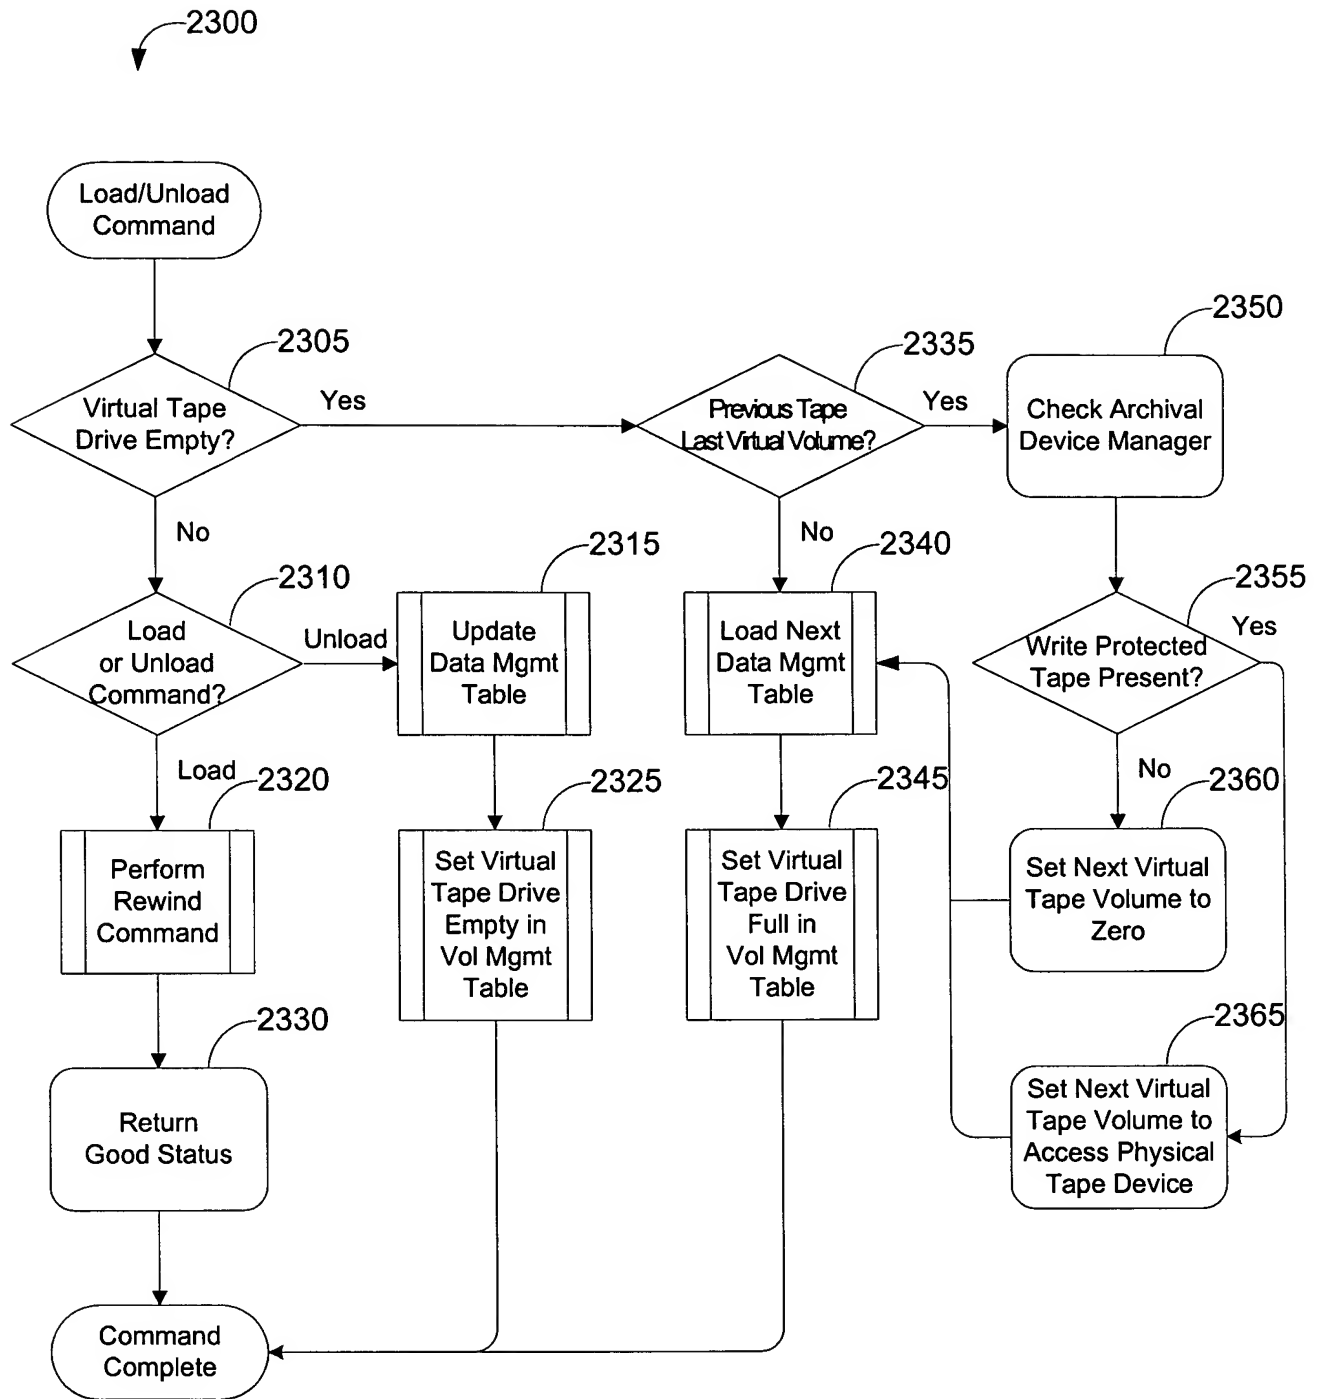 2300
Load/Unload
Command
2305
Virtual Tape
Drive Empty?
Yes
No
2310
Load
or Unload
Command?
Unload
Load
2315
Update
Data Mgmt
Table
2320
Perform
Rewind
Command
2325
Set Virtual
Tape Drive
Empty in
Vol Mgmt
Table
2330
Return
Good Status
Command
Complete
2335
Previous Tape
Last Virtual Volume?
Yes
No
2340
Load Next
Data Mgmt
Table
2345
Set Virtual
Tape Drive
Full in
Vol Mgmt
Table
2350
Check Archival
Device Manager
2355
Write Protected
Tape Present?
Yes
No
2360
Set Next Virtual
Tape Volume to
Zero
2365
Set Next Virtual
Tape Volume to
Access Physical
Tape Device